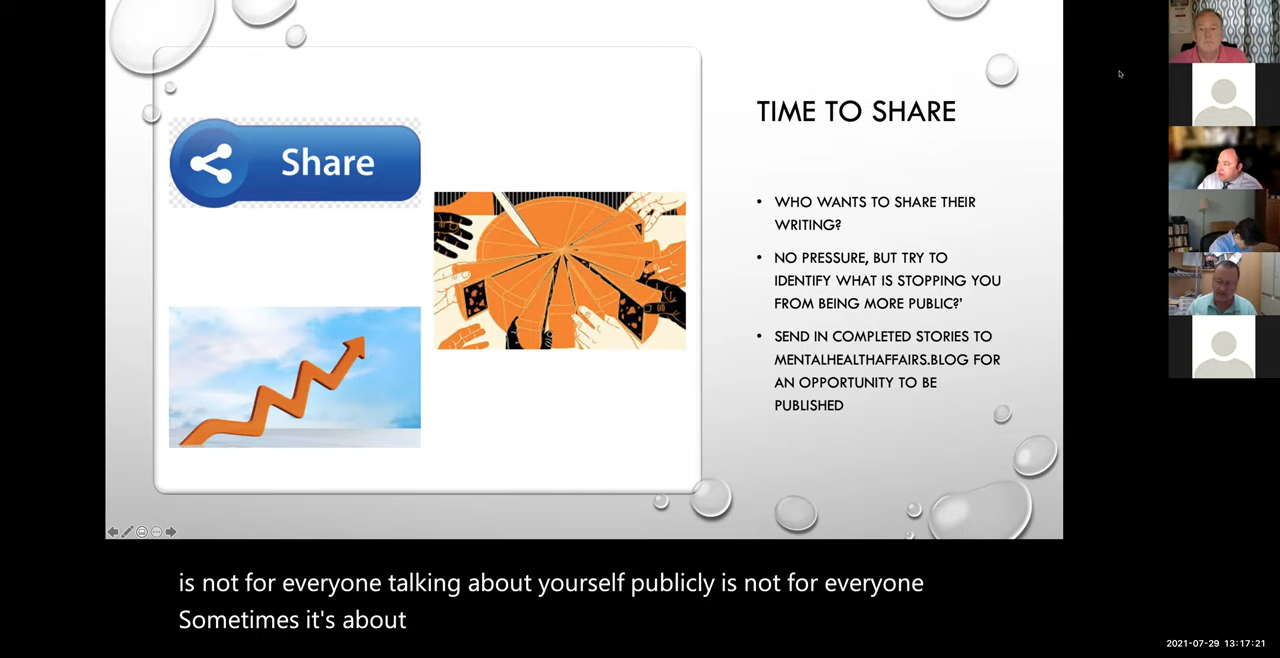 Share
TIME TO SHARE
• WHO WANTS TO SHARE THEIR
WRITING?
• NO PRESSURE, BUT TRY TO
IDENTIFY WHAT IS STOPPING YOU
FROM BEING MORE PUBLIC?'
• SEND IN COMPLETED STORIES TO
MENTALHEALTHAFFAIRS.BLOG FOR
AN OPPORTUNITY TO BE
PUBLISHED
is not for everyone talking about yourself publicly is not for everyone
Sometimes it's about
2021-07-29 13:17:21